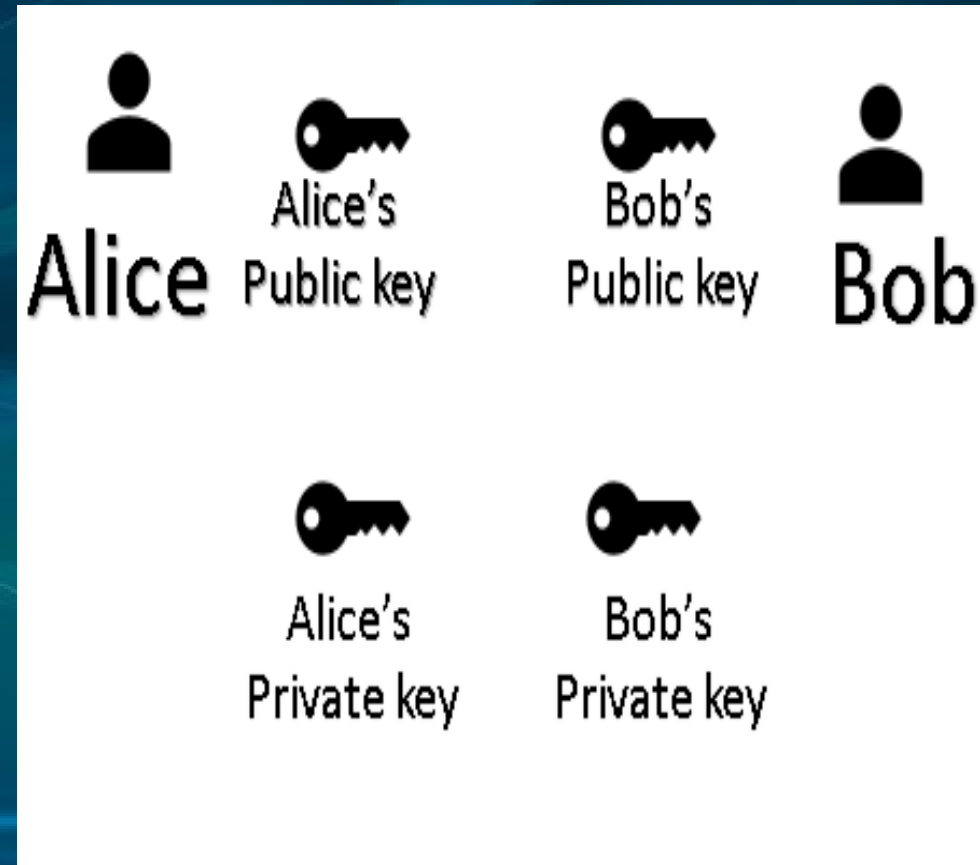 Alice
Alice's
Public key
Bob's
Public key
Bob
Alice's
Private key
Bob's
Private key